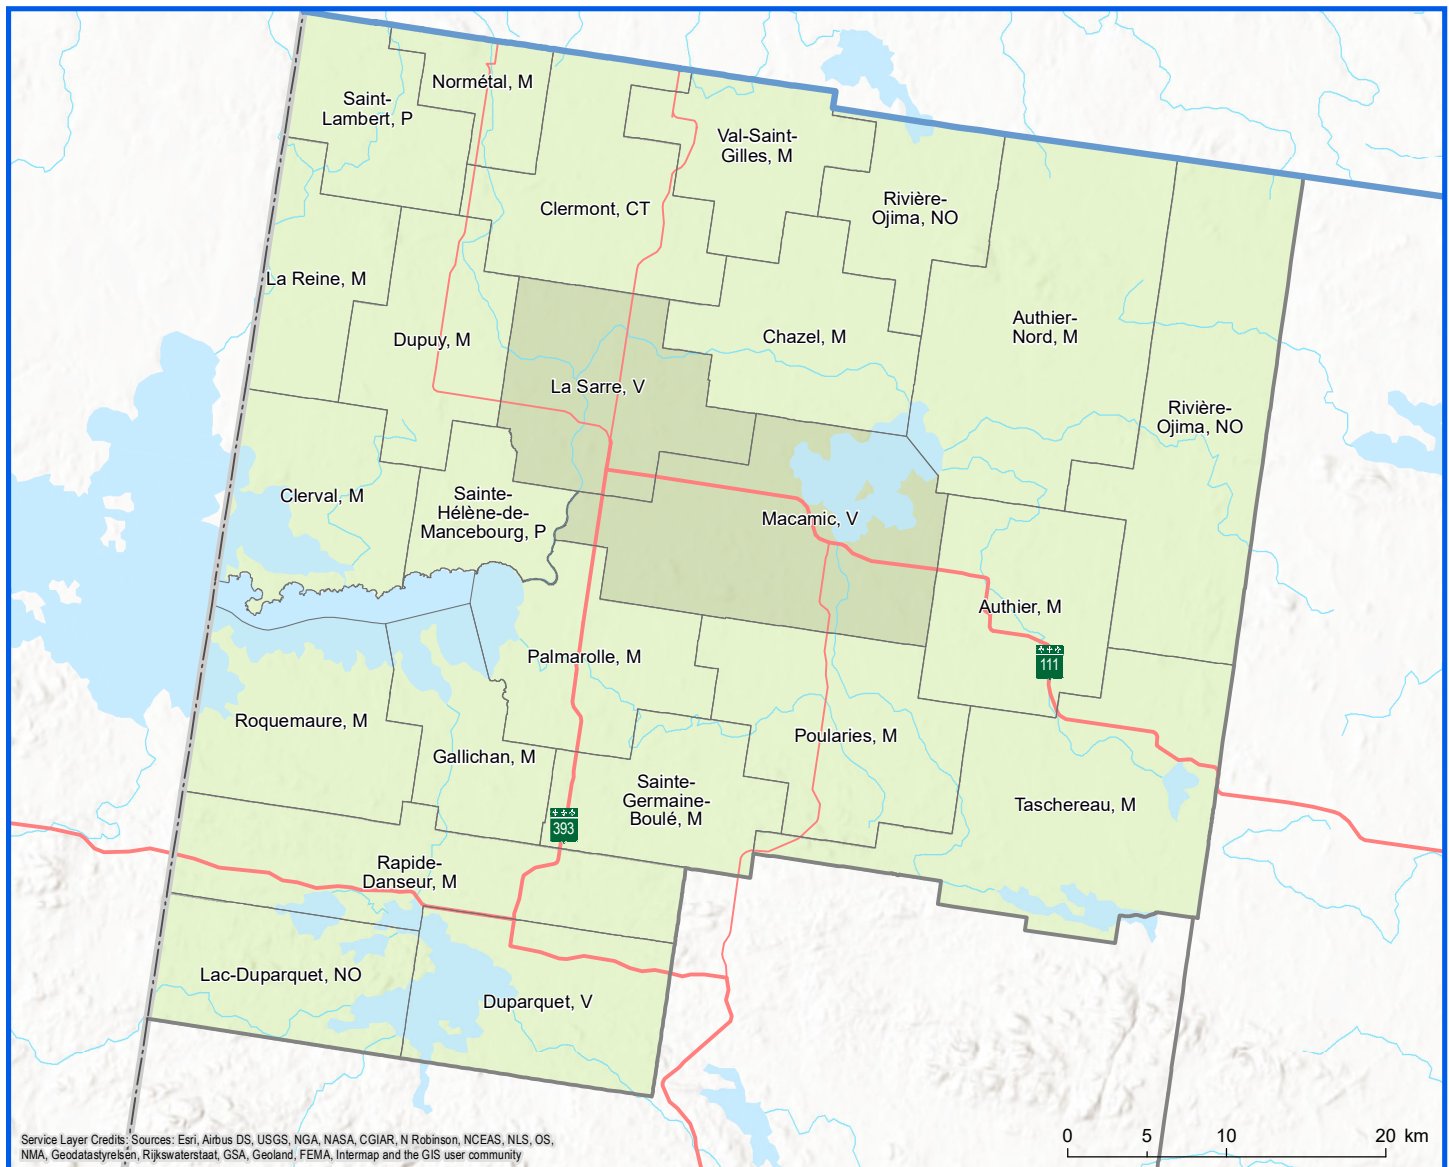 Normétal, M
Saint-
Lambert, P
Val-Saint-
Gilles, M
Clermont, CT
Rivière-
Ojima, NO
La Reine, M
Authier-
Nord, M
Dupuy, M
Chazel, M
La Sarre, V
Rivière-
Ojima, NO
Clerval, M
Sainte-
Hélène-de-
Mancebourg, P
Macamic, V
Authier, M
Palmarolle, M
111
Roquemaure, M
Gallichan, M
Poularies, M
Sainte-
Germaine-
Boulé, M
Taschereau, M
393
Rapide-
Danseur, M
Lac-Duparquet, NO
Duparquet, V
0 5 10 20 km
Service Layer Credits: Sources: Esri, Airbus DS, USGS, NGA, NASA, CGIAR, N Robinson, NCEAS, NLS, OS,
NMA, Geodatastyrelsen, Rijkswaterstaat, GSA, Geoland, FEMA, Intermap and the GIS user community